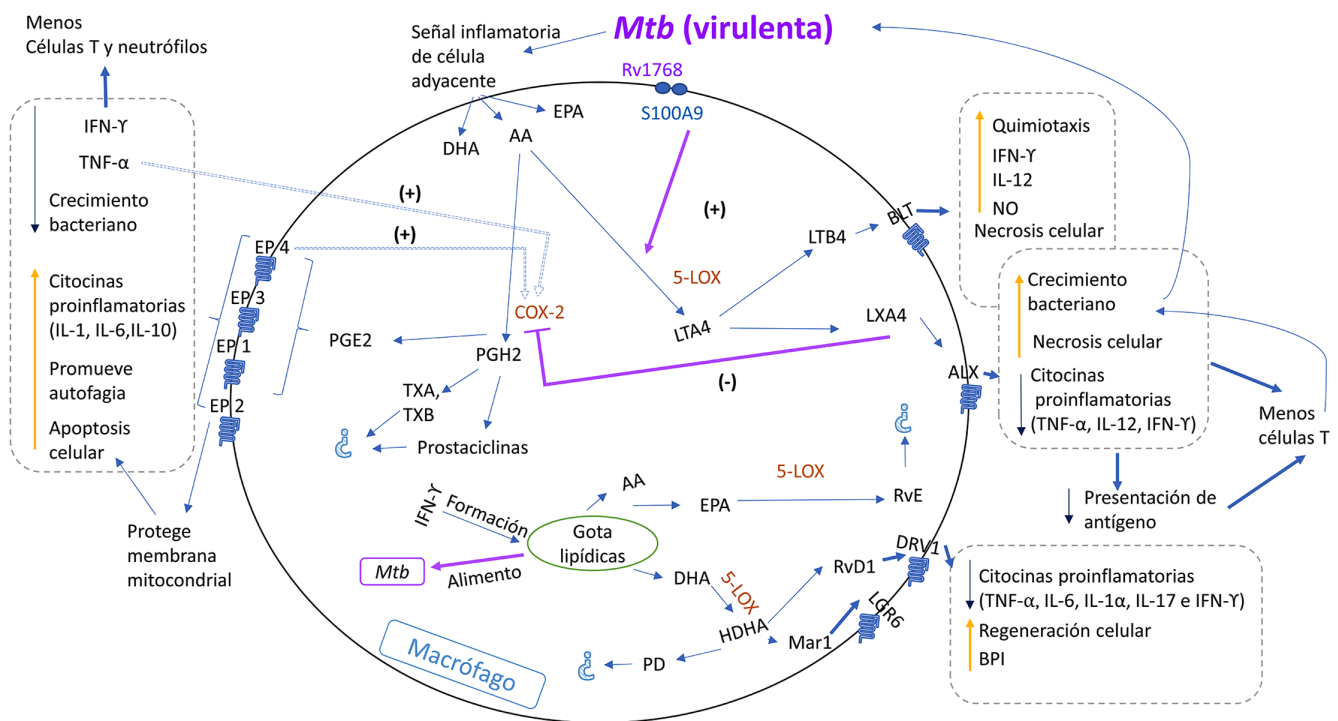 Mtb (virulenta)
Señal inflamatoria
de célula
adyacente
Rv1768
S100A9
EPA
AA
DHA
Menos
Células T y neutrófilos
IFN-ϒ
TNF-α
Crecimiento
bacteriano
Citocinas
proinflamatorias
(IL-1, IL-6,IL-10)
Promueve
autofagia
Apoptosis
celular
Protege
membrana
mitocondrial
EP 4
EP 3
EP 1
EP 2
(+)
(+)
(+)
COX-2
5-LOX
PGE2
PGH2
TXA,
TXB
Prostaciclinas
¿
LTA4
LTB4
LXA4
(-)
BLT
ALX
Quimiotaxis
IFN-ϒ
IL-12
NO
Necrosis celular
Crecimiento
bacteriano
Necrosis celular
Citocinas
proinflamatorias
(TNF-α, IL-12, IFN-ϒ)
Menos
células T
Presentación de
antígeno
¿
5-LOX
RvE
AA
EPA
IFN-ϒ
Formación
Gota
lipídicas
Mtb
Alimento
DHA
5-LOX
HDHA
RvD1
Mar1
PD
¿
DRV1
LGR6
Citocinas proinflamatorias
(TNF-α, IL-6, IL-1α, IL-17 e IFN-ϒ)
Regeneración celular
BPI
Macrófago